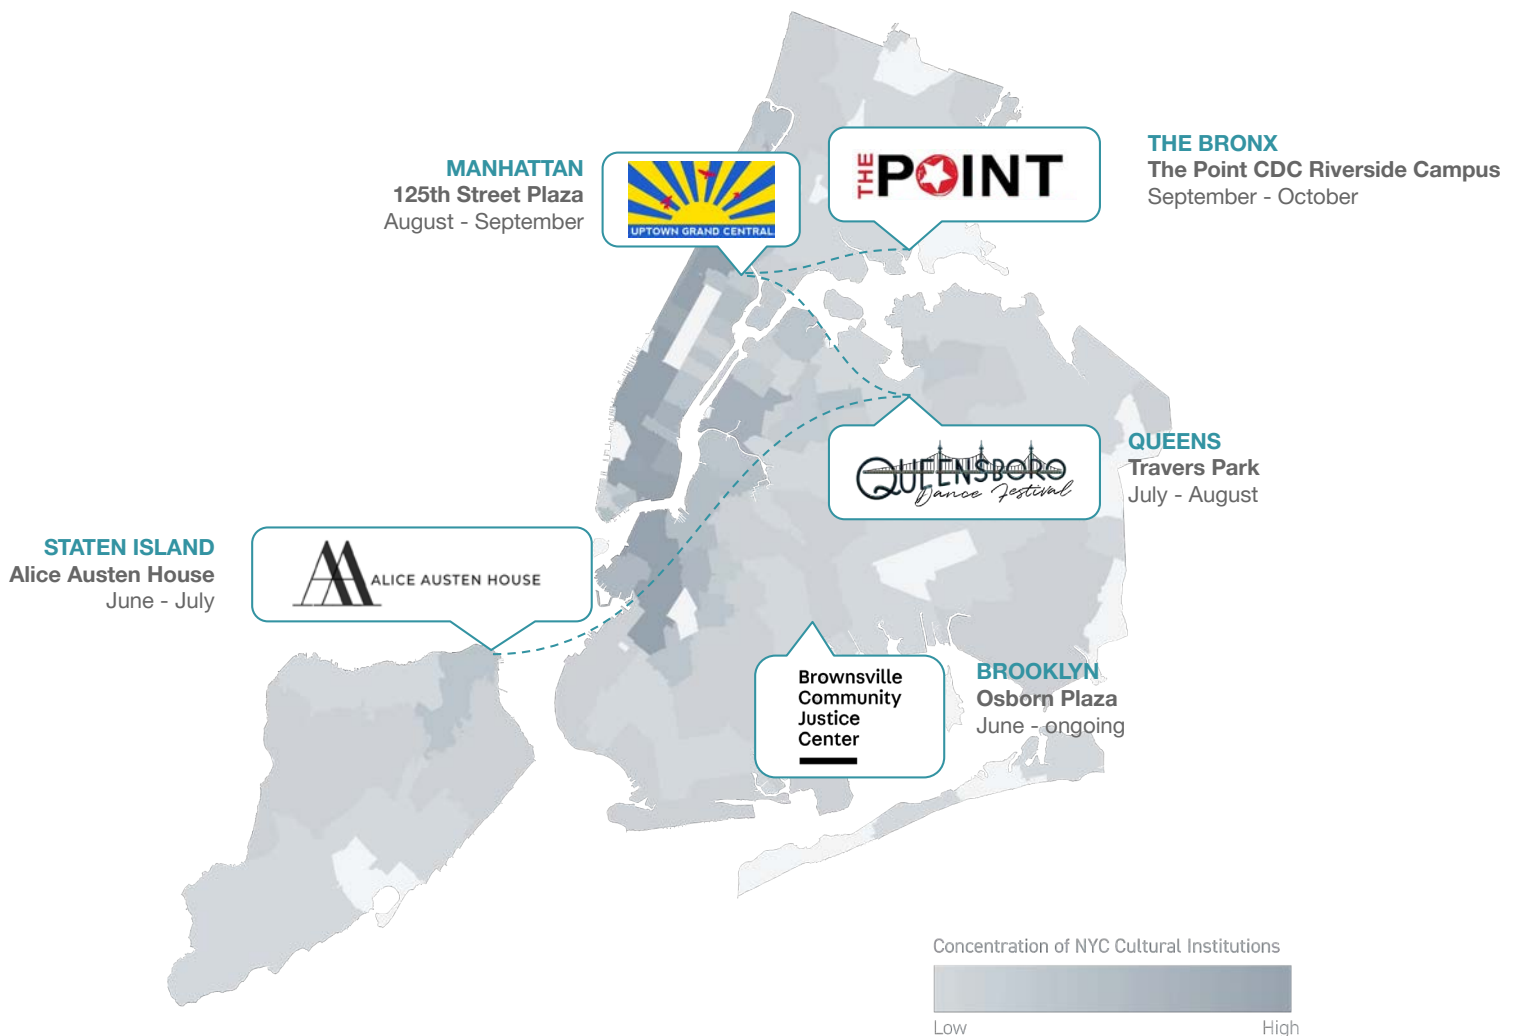 MANHATTAN
125th Street Plaza
August - September
UPTOWN GRAND CENTRAL
THE POINT
THE BRONX
The Point CDC Riverside Campus
September - October
QUEENSBORO
Dance Festival
QUEENS
Travers Park
July - August
STATEN ISLAND
Alice Austen House
June - July
ALICE AUSTEN HOUSE
Brownsville
Community
Justice
Center
BROOKLYN
Osborn Plaza
June - ongoing
Concentration of NYC Cultural Institutions
Low
High